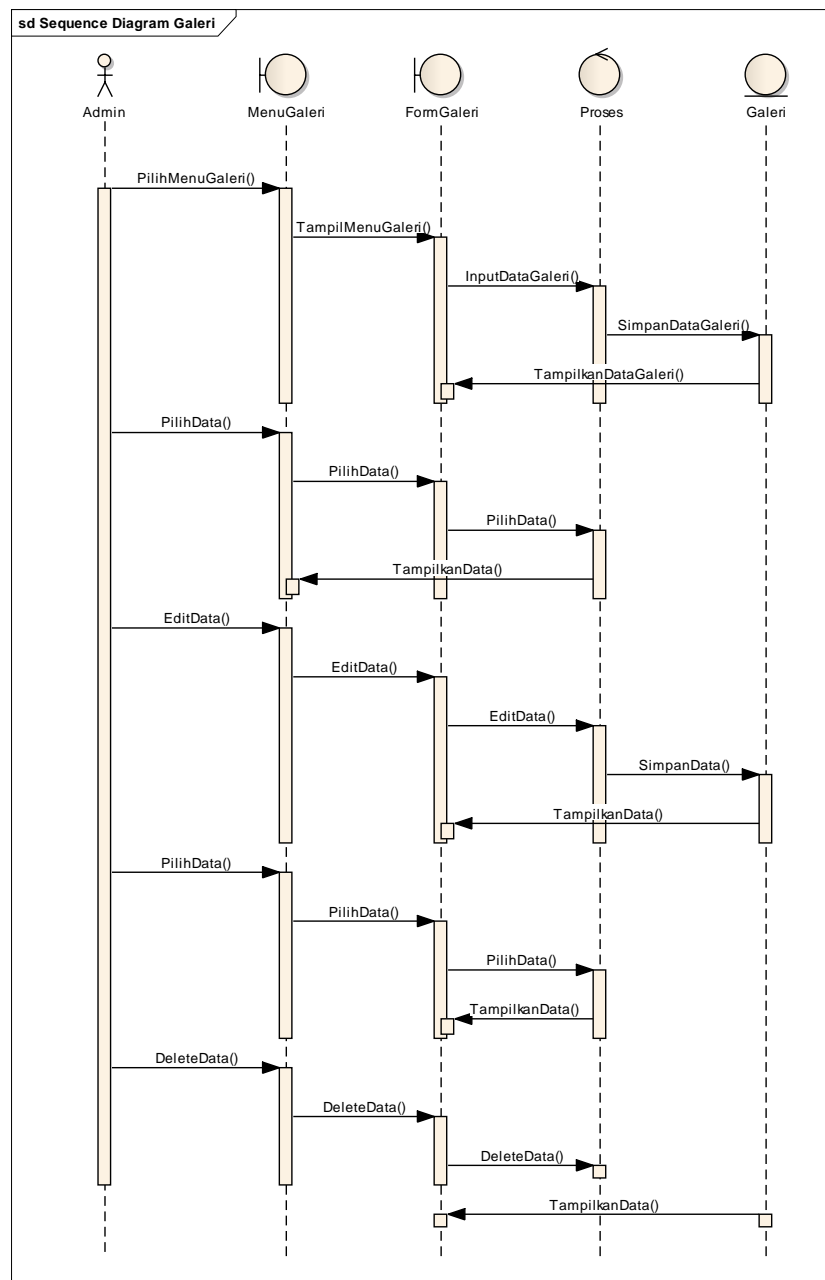 sd Sequence Diagram Galeri
Admin
MenuGaleri
FormGaleri
Proses
Galeri
PilihMenuGaleri()
TampilMenuGaleri()
InputDataGaleri()
SimpanDataGaleri()
TampilkanDataGaleri()
PilihData()
PilihData()
PilihData()
TampilkanData()
EditData()
EditData()
EditData()
SimpanData()
TampilkanData()
PilihData()
PilihData()
PilihData()
TampilkanData()
DeleteData()
DeleteData()
DeleteData()
TampilkanData()